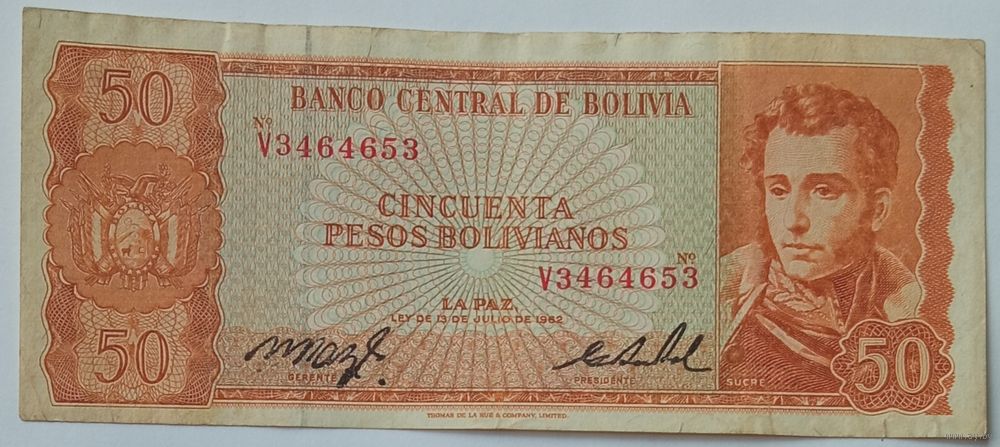 50
BANCO CENTRAL DE BOLIVIA
Nº
V3464653
CINCUENTA
PESOS BOLIVIANOS
Nº
V3464653
LA PAZ,
LEY DE 13 DE JULIO DE 1962
GERENTE
PRESIDENTE
SUCRE
50
50
THOMAS DE LA RUE & COMPANY, LIMITED.